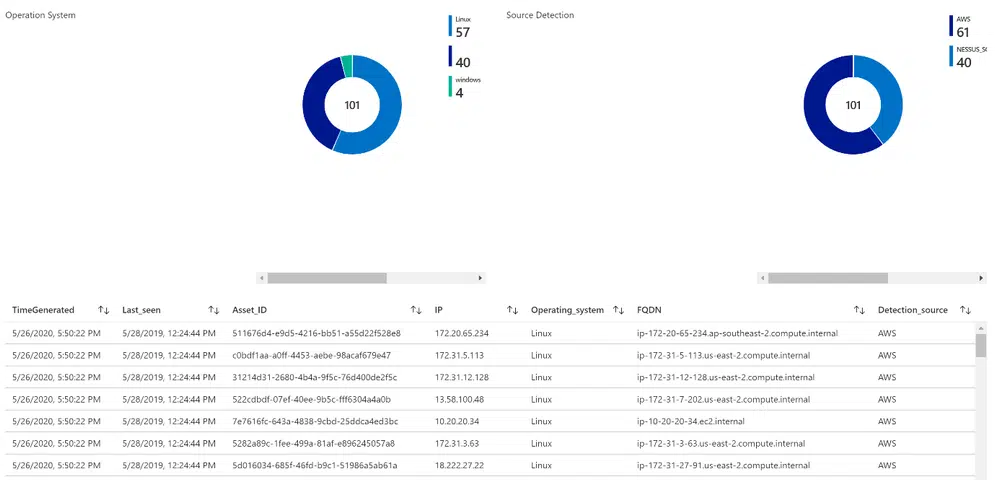 Operation System
Linux
57
40
windows
4
101
Source Detection
AWS
61
NESSUS_SC
40
101
TimeGenerated Last_seen Asset_ID IP Operating_system FQDN Detection_source
5/26/2020, 5:50:22 PM 5/28/2019, 12:24:44 PM 511676d4-e9d5-4216-bb51-a55d22f528e8 172.20.65.234 Linux ip-172-20-65-234.ap-southeast-2.compute.internal AWS
5/26/2020, 5:50:22 PM 5/28/2019, 12:24:44 PM c0bdf1aa-a0ff-4453-aebe-98acaf679e47 172.31.5.113 Linux ip-172-31-5-113.us-east-2.compute.internal AWS
5/26/2020, 5:50:22 PM 5/28/2019, 12:24:44 PM 31214d31-2680-4b4a-9f5c-76d400de2f5c 172.31.12.128 Linux ip-172-31-12-128.us-east-2.compute.internal AWS
5/26/2020, 5:50:22 PM 5/28/2019, 12:24:44 PM 522cdbdf-07ef-40ee-9b5c-fff6304a4a0b 13.58.100.48 Linux ip-172-31-7-202.us-east-2.compute.internal AWS
5/26/2020, 5:50:22 PM 5/28/2019, 12:24:44 PM 7e7616fc-643a-4838-9cbd-25ddca4ed3bc 10.20.20.34 Linux ip-10-20-20-34.ec2.internal AWS
5/26/2020, 5:50:22 PM 5/28/2019, 12:24:44 PM 5282a89c-1fee-499a-81af-e896245057a8 172.31.3.63 Linux ip-172-31-3-63.us-east-2.compute.internal AWS
5/26/2020, 5:50:22 PM 5/28/2019, 12:24:44 PM 5d016034-685f-46fd-b9c1-51986a5ab61a 18.222.27.22 Linux ip-172-31-27-91.us-east-2.compute.internal AWS